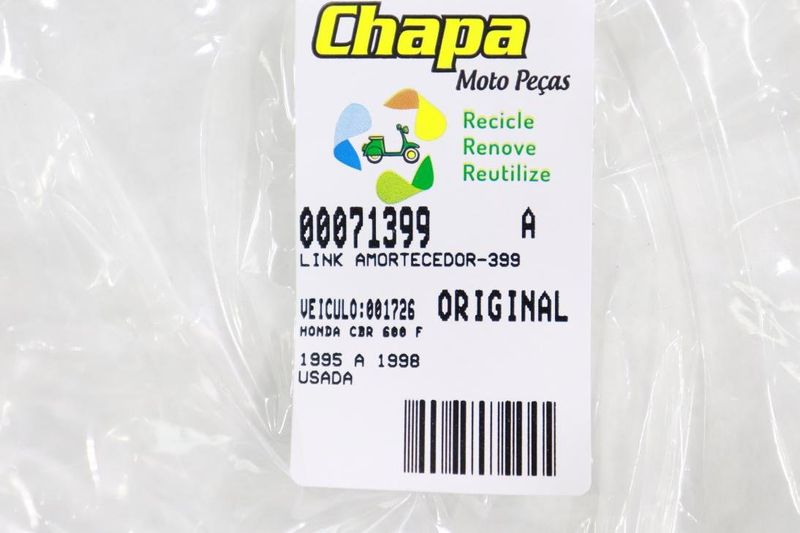 Chapa
Moto Peças
Recicle
Renove
Reutilize
00071399 A
LINK AMORTECEDOR-399
VEICULO:001726 ORIGINAL
HONDA CBR 600 F
1995 A 1998
USADA